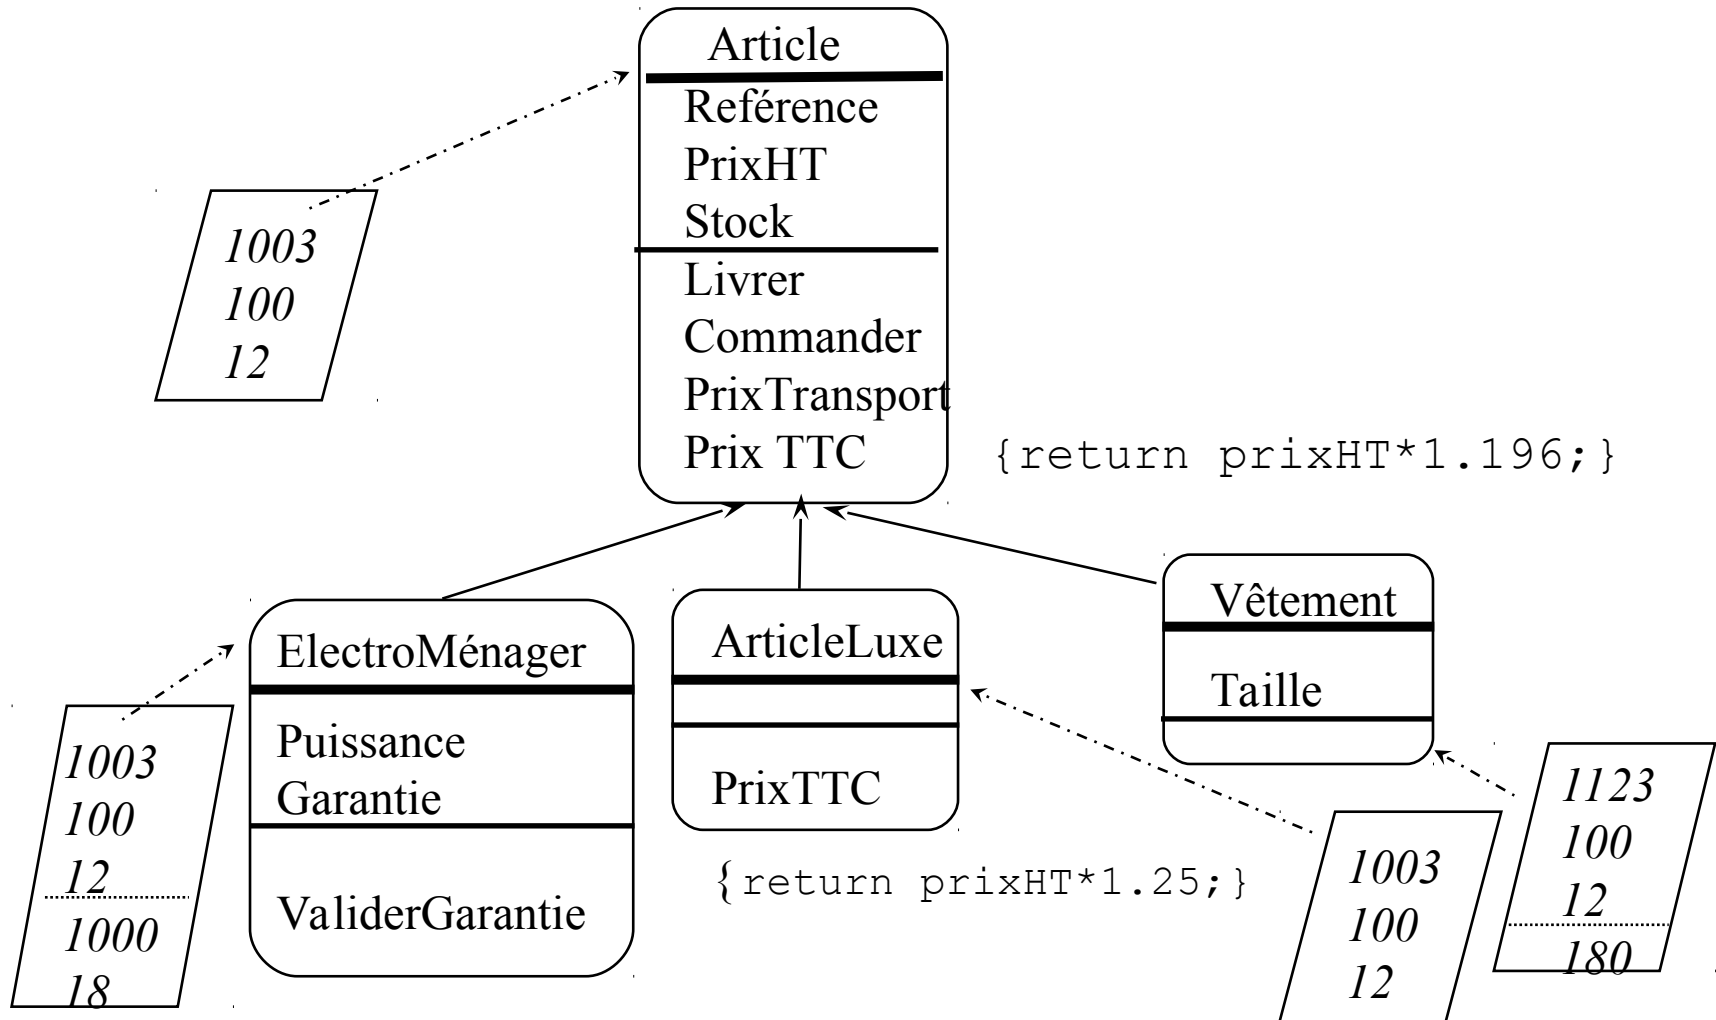 Article
Reférence
PrixHT
Stock
Livrer
Commander
PrixTransport
Prix TTC
{return prixHT*1.196;}
1003
100
12
ElectroMénager
Puissance
Garantie
ValiderGarantie
1003
100
12
1000
18
ArticleLuxe
PrixTTC
{return prixHT*1.25;}
1003
100
12
Vêtement
Taille
1123
100
12
180